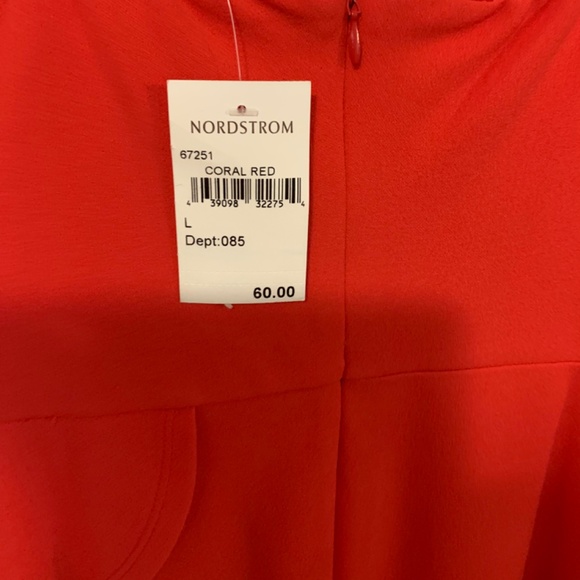 NORDSTROM
67251
CORAL RED
4 39098 32275 4
L
Dept:085
60.00